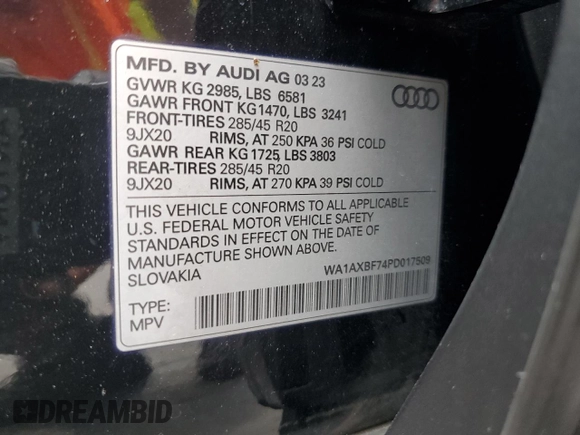 MFD. BY AUDI AG 03 23
GVWR KG 2985, LBS 6581
GAWR FRONT KG 1470, LBS 3241
FRONT-TIRES 285/45 R20
9JX20 RIMS, AT 250 KPA 36 PSI COLD
GAWR REAR KG 1725, LBS 3803
REAR-TIRES 285/45 R20
9JX20 RIMS, AT 270 KPA 39 PSI COLD
THIS VEHICLE CONFORMS TO ALL APPLICABLE
U.S. FEDERAL MOTOR VEHICLE SAFETY
STANDARDS IN EFFECT ON THE DATE OF
MANUFACTURE SHOWN ABOVE.
SLOVAKIA
WA1AXBF74PD017509
TYPE:
MPV
DREAMBID